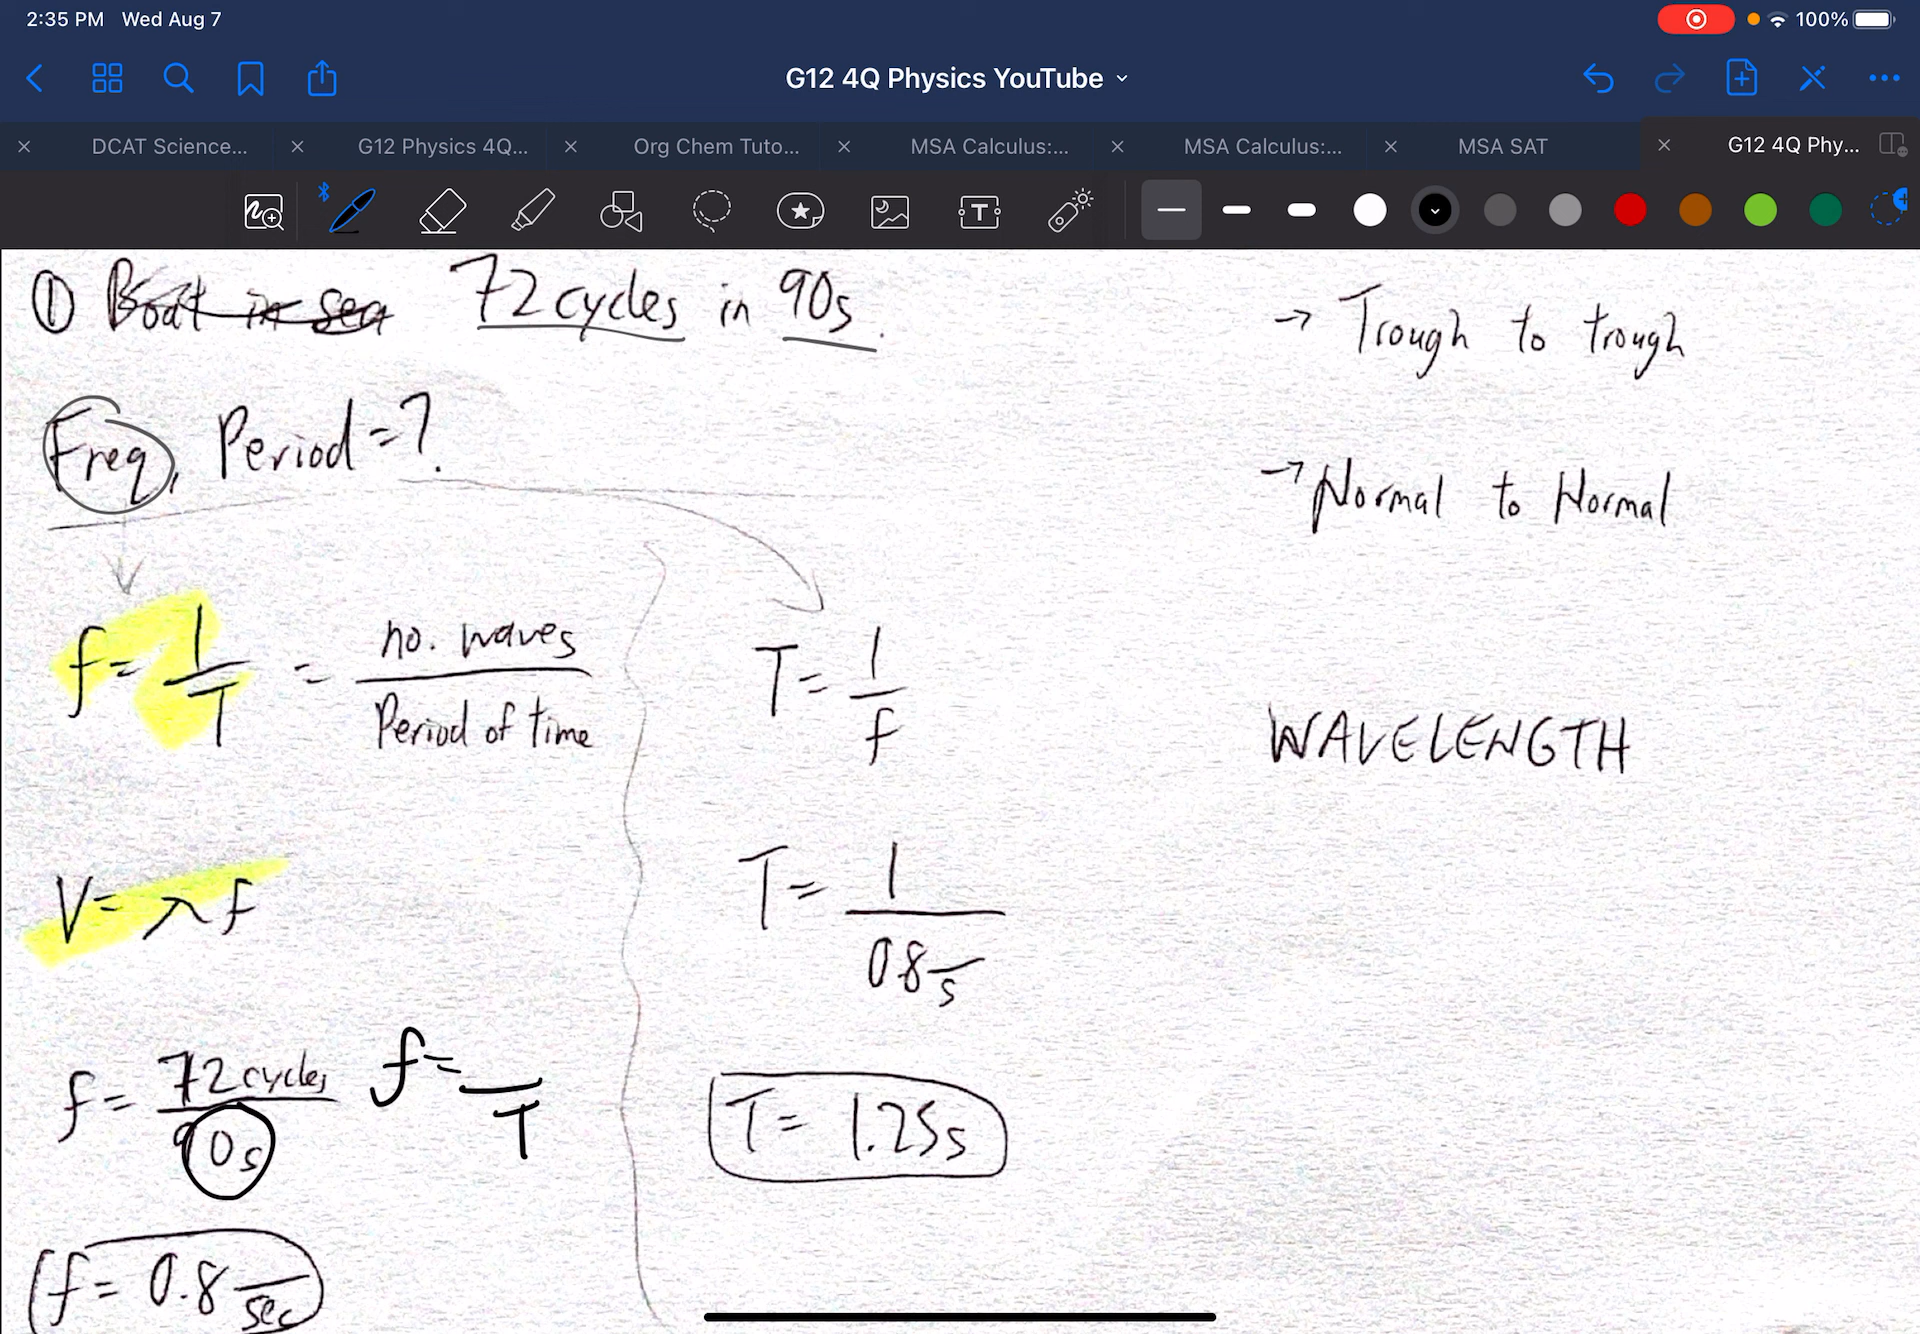 2:35 PM Wed Aug 7
100%
G12 4Q Physics YouTube
DCAT Science...
G12 Physics 4Q...
Org Chem Tuto...
MSA Calculus:...
MSA Calculus:...
MSA SAT
G12 4Q Phy...
① Boat in sea 72 cycles in 90s.
Freq, Period = ?
f = 1/T = no. waves / Period of time
V = λ f
f = 72 cycles / 90s
f = /T
f = 0.8 /sec
T = 1/f
T = 1 / 0.8 /s
T = 1.25s
→ Trough to trough
→ Normal to Normal
WAVELENGTH